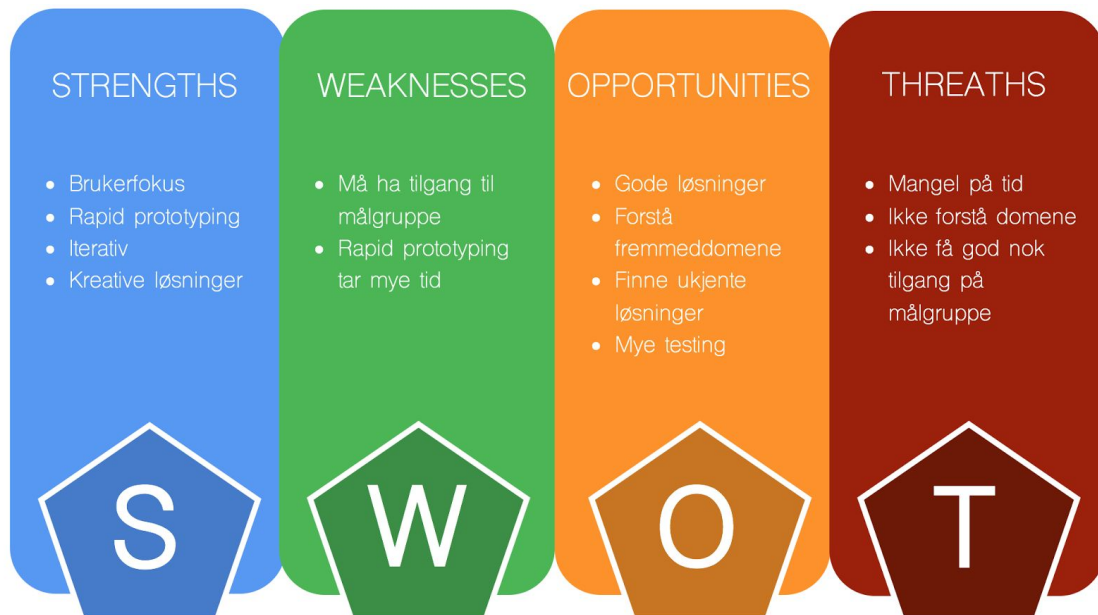 STRENGTHS
Brukerfokus
Rapid prototyping
Iterativ
Kreative løsninger
S
WEAKNESSES
Må ha tilgang til
målgruppe
Rapid prototyping
tar mye tid
W
OPPORTUNITIES
Gode løsninger
Forstå
fremmeddomene
Finne ukjente
løsninger
Mye testing
O
THREATHS
Mangel på tid
Ikke forstå domene
Ikke få god nok
tilgang på
målgruppe
T